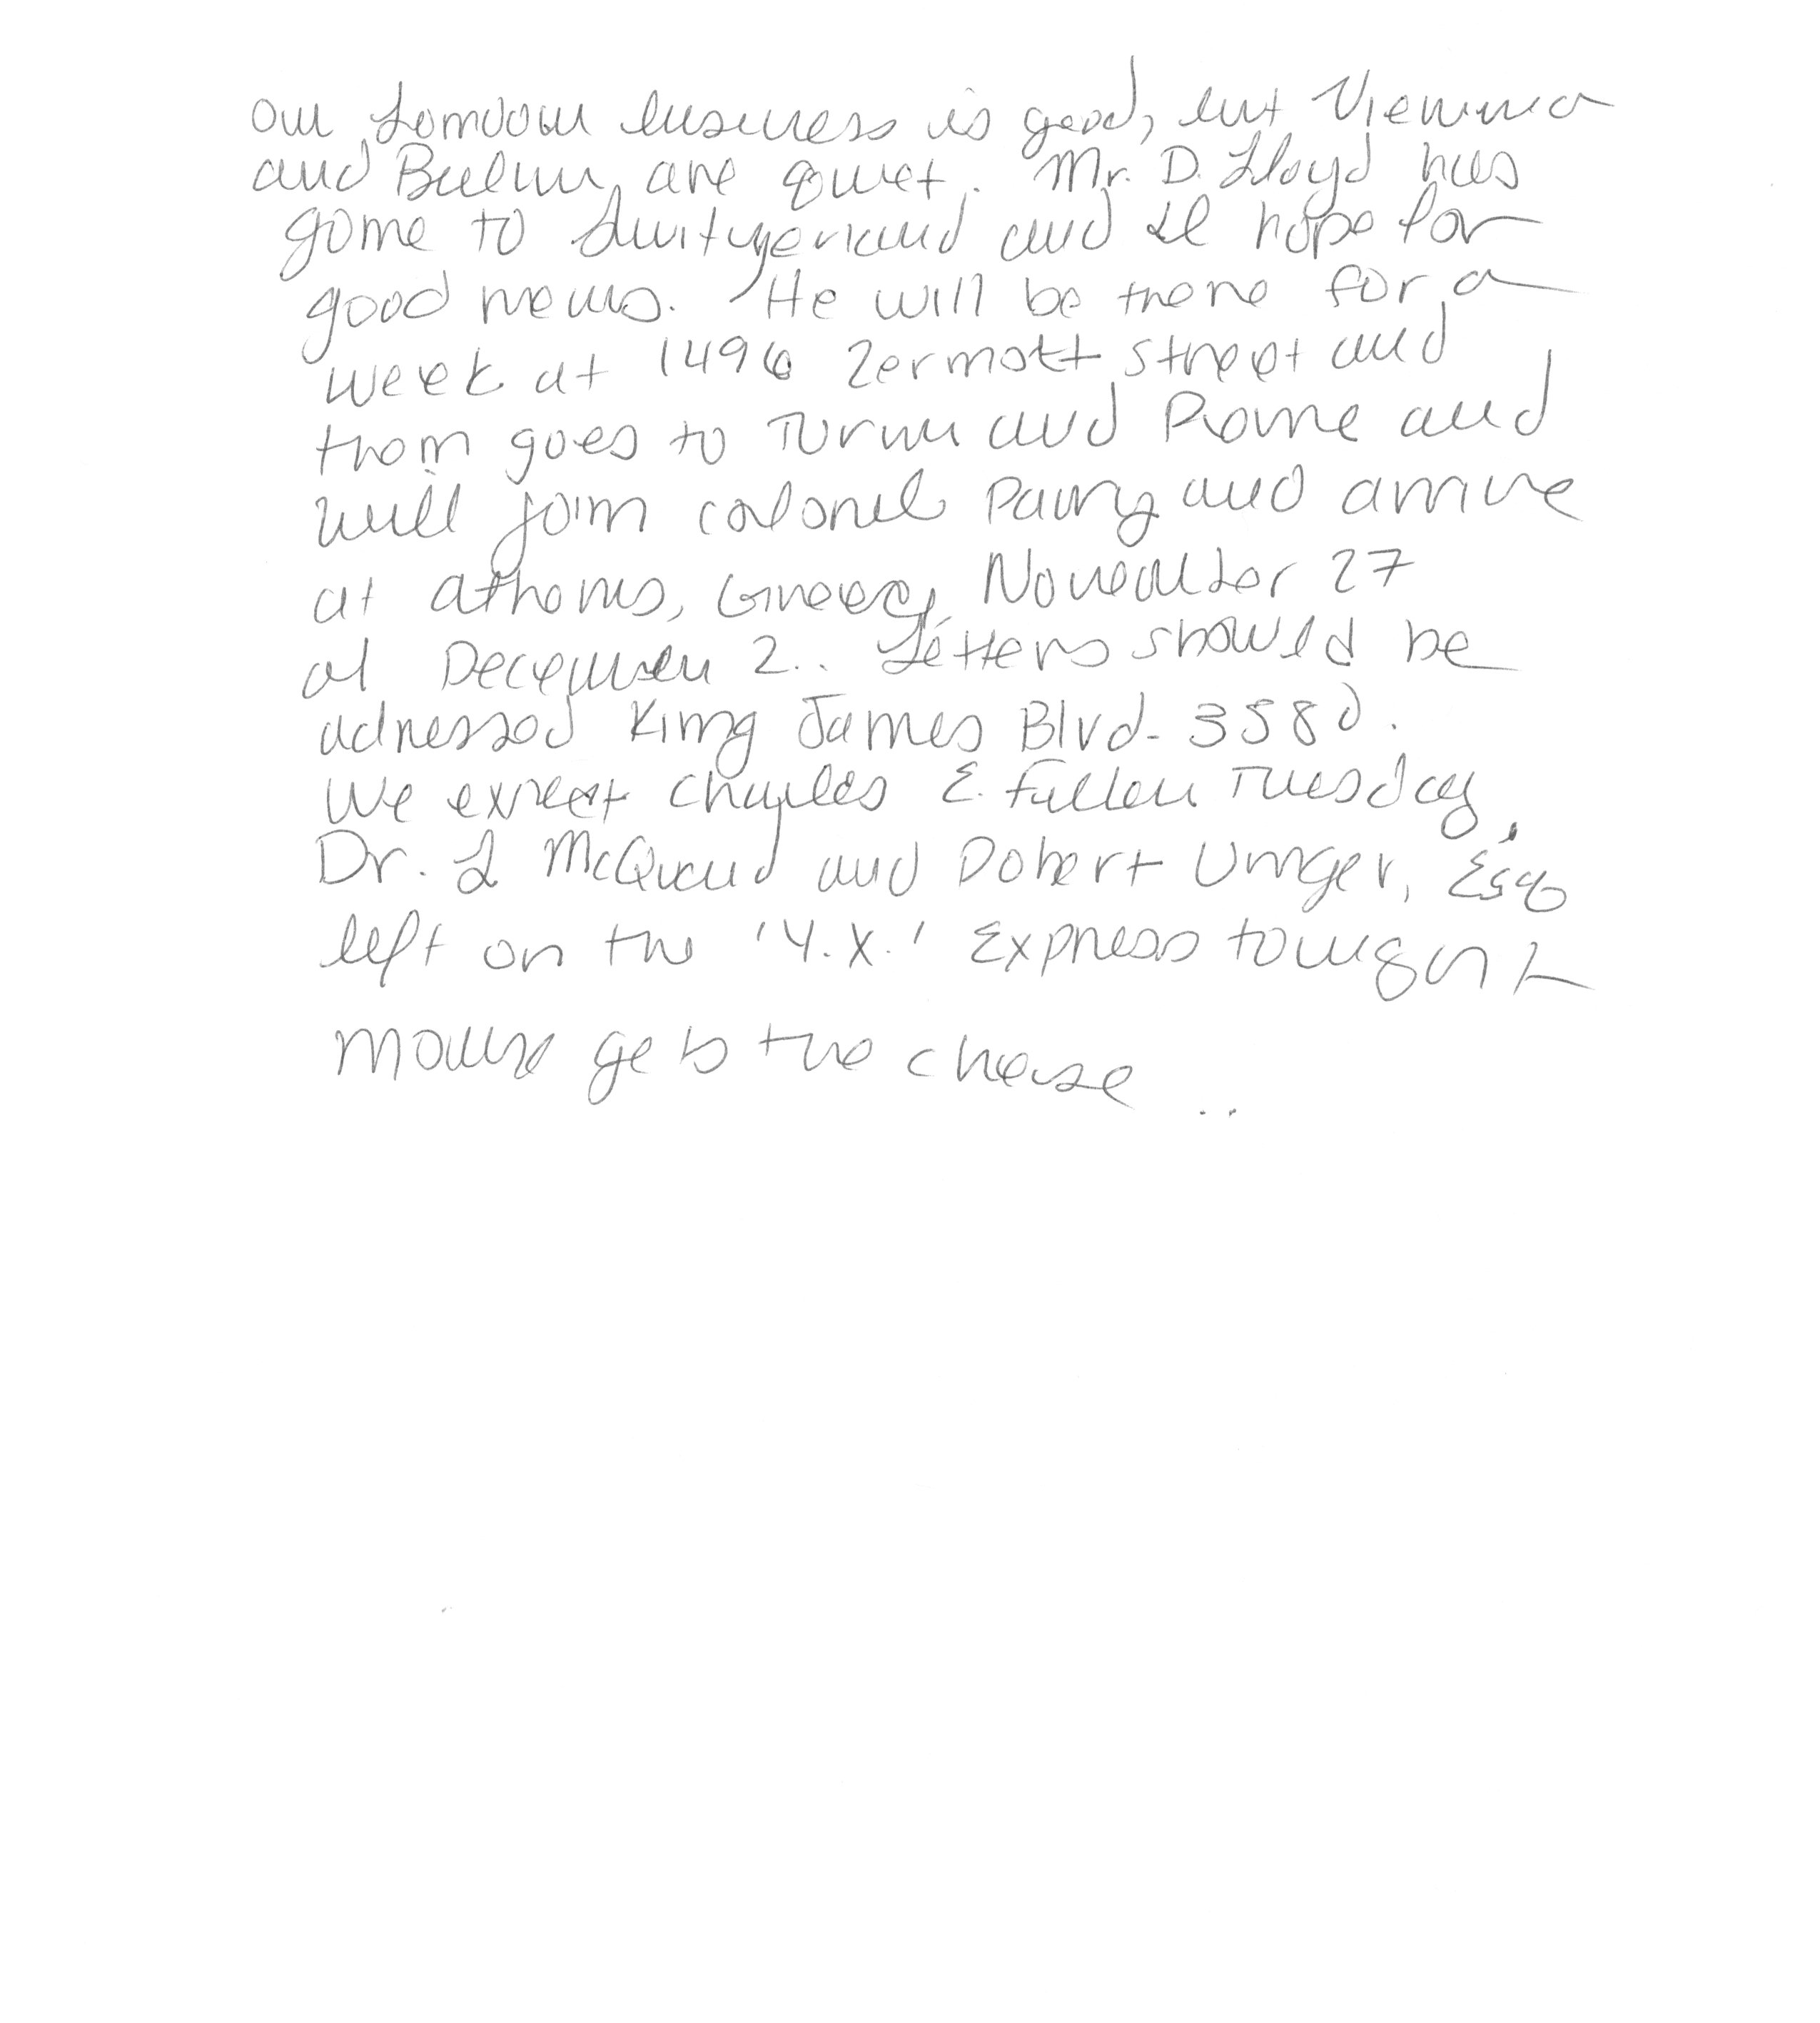 Our London business is good, but Vienna
and Berlin are quiet. Mr. D. Lloyd has
gone to Switzerland and I hope for
good news. He will be there for a
week at 1496 Zermott Street and
then goes to Turin and Rome and
will join Colonel Parry and arrive
at Athens, Greece, November 27
or December 2.. Letters should be
adressed King James Blvd. 3580.
We expect Charles E. Fuller Tuesday.
Dr. L McQuaid and Robert Unger, Esq
left on the 'Y.X.' Express tonight
Mouse gets the cheese ..